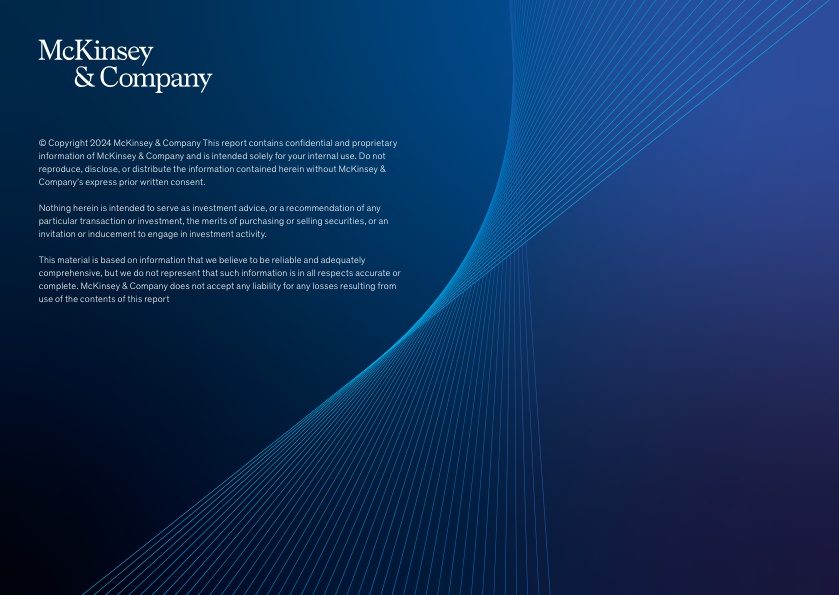 McKinsey
& Company
© Copyright 2024 McKinsey & Company This report contains confidential and proprietary
information of McKinsey & Company and is intended solely for your internal use. Do not
reproduce, disclose, or distribute the information contained herein without McKinsey &
Company's express prior written consent.
Nothing herein is intended to serve as investment advice, or a recommendation of any
particular transaction or investment, the merits of purchasing or selling securities, or an
invitation or inducement to engage in investment activity.
This material is based on information that we believe to be reliable and adequately
comprehensive, but we do not represent that such information is in all respects accurate or
complete. McKinsey & Company does not accept any liability for any losses resulting from
use of the contents of this report